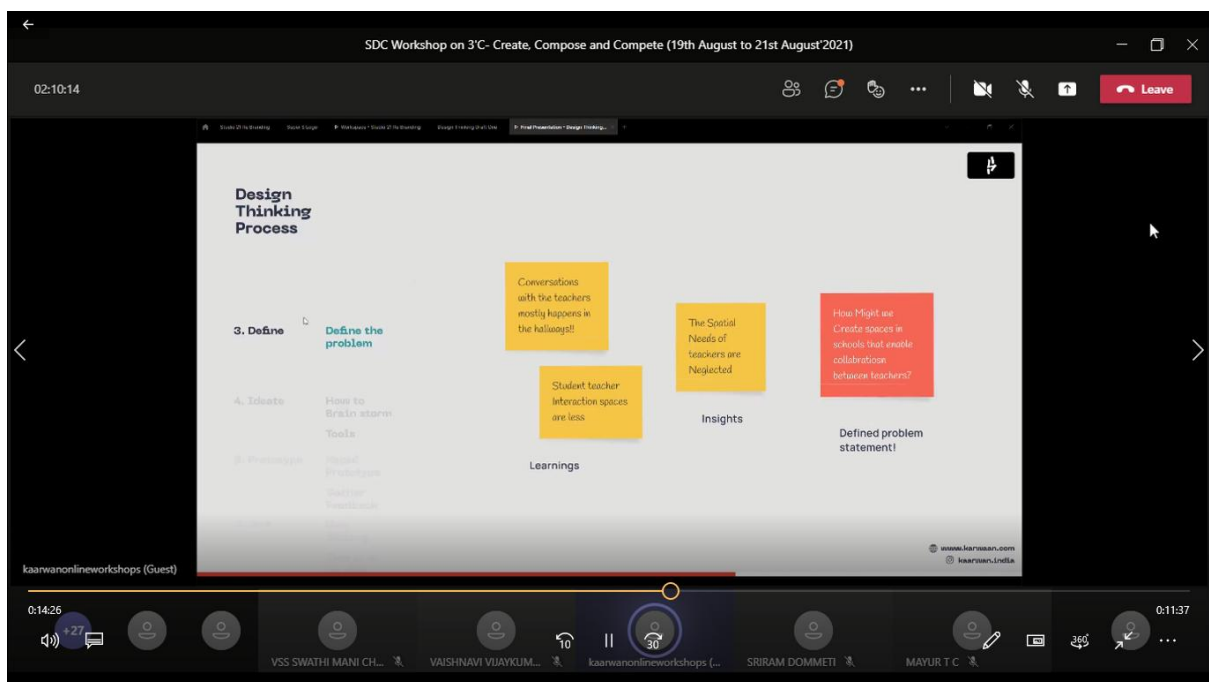 SDC Workshop on 3'C- Create, Compose and Compete (19th August to 21st August'2021)
02:10:14
Leave
Final Presentation - Design Thinking...
Design
Thinking
Process
3. Define
Define the
problem
4. Ideate
How to
Brain storm
Tools
Conversations
with the teachers
mostly happens in
the hallways!!
Student teacher
Interaction spaces
are less
Learnings
The Spatial
Needs of
teachers are
Neglected
Insights
How Might we
Create spaces in
schools that enable
collabratiosn
between teachers?
Defined problem
statement!
www.karwaan.com
kaarwan.india
kaarwanonlineworkshops (Guest)
0:14:26
0:11:37
+27
10
30
360°
VSS SWATHI MANI CH...
VAISHNAVI VIJAYKUM...
kaarwanonlineworkshops (...
SRIRAM DOMMETI
MAYUR T C